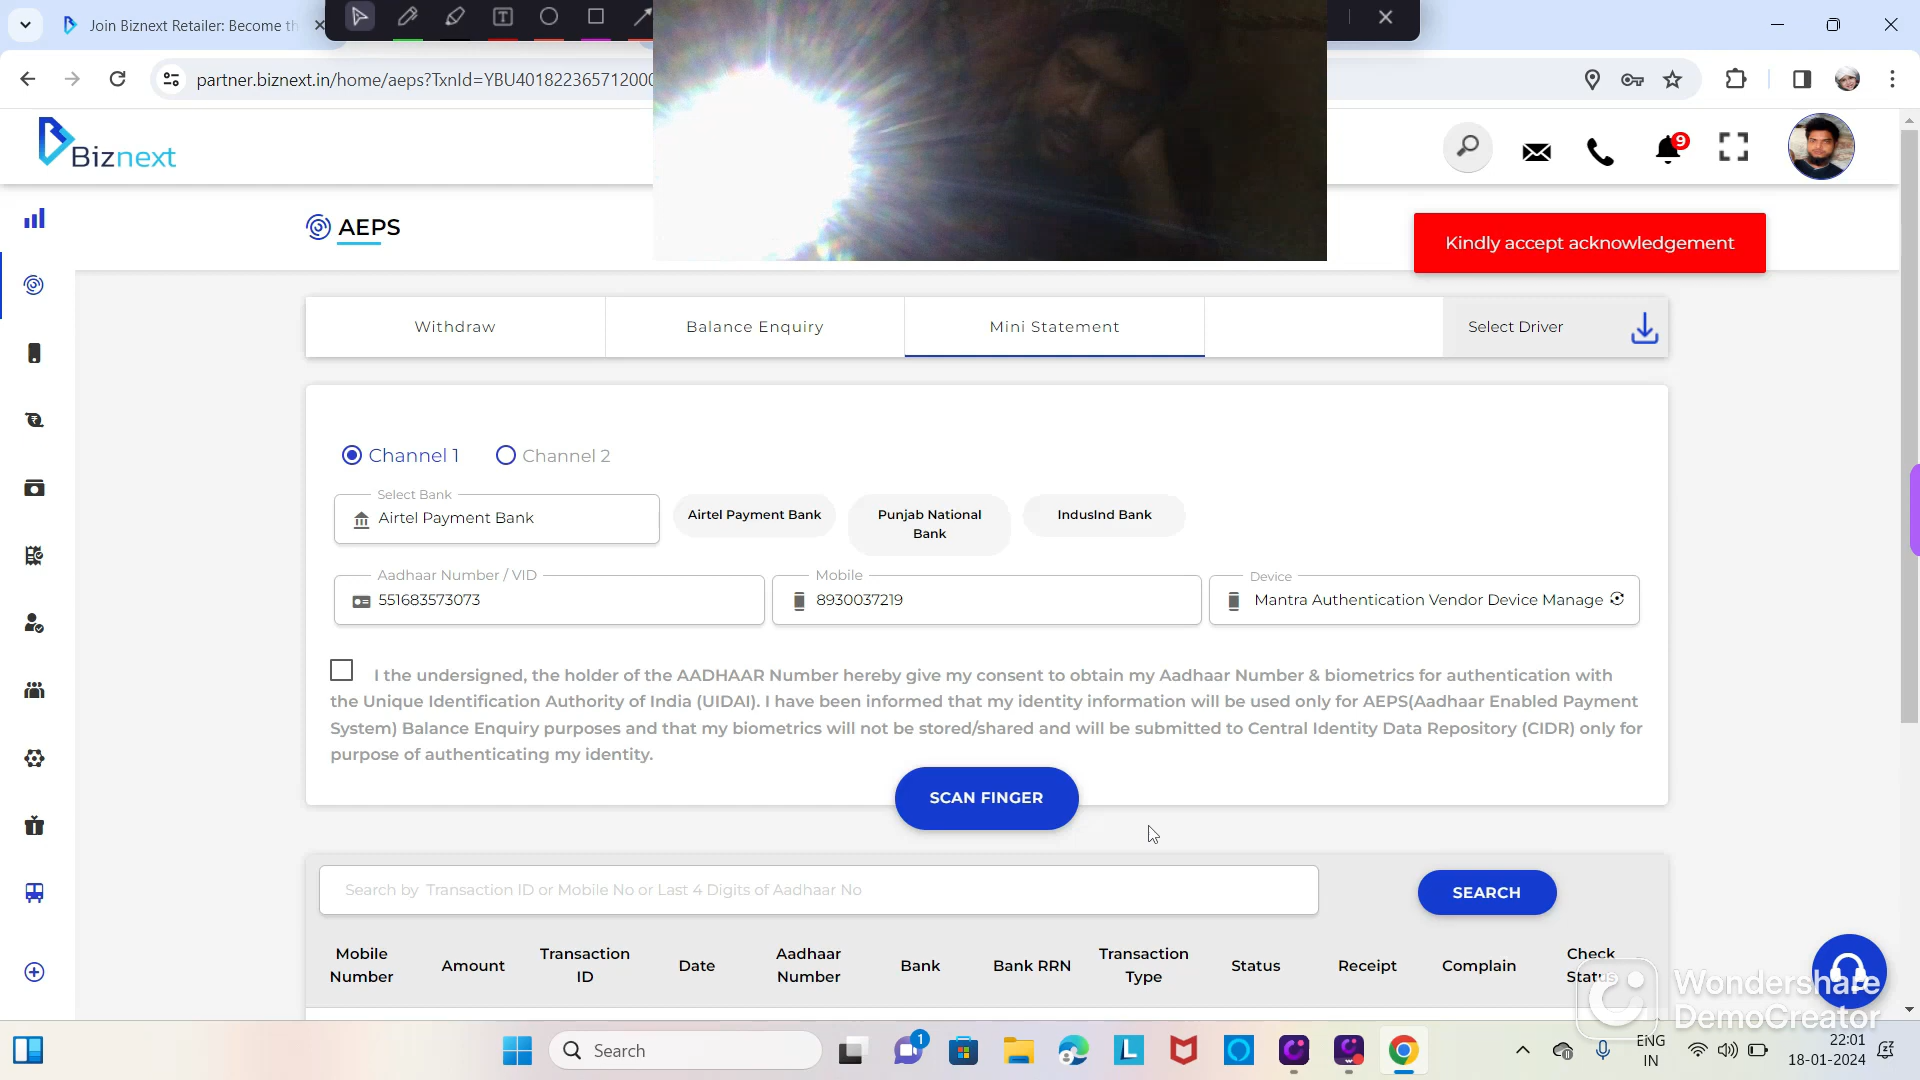 Join Biznext Retailer: Become th
partner.biznext.in/home/aeps?TxnId=YBU401822365712000
Biznext
9
AEPS
Kindly accept acknowledgement
Withdraw
Balance Enquiry
Mini Statement
Select Driver
Channel 1
Channel 2
Select Bank
Airtel Payment Bank
Airtel Payment Bank
Punjab National
Bank
IndusInd Bank
Aadhaar Number / VID
551683573073
Mobile
8930037219
Device
Mantra Authentication Vendor Device Manage
I the undersigned, the holder of the AADHAAR Number hereby give my consent to obtain my Aadhaar Number & biometrics for authentication with
the Unique Identification Authority of India (UIDAI). I have been informed that my identity information will be used only for AEPS(Aadhaar Enabled Payment
System) Balance Enquiry purposes and that my biometrics will not be stored/shared and will be submitted to Central Identity Data Repository (CIDR) only for
purpose of authenticating my identity.
SCAN FINGER
Search by Transaction ID or Mobile No or Last 4 Digits of Aadhaar No
SEARCH
Mobile
Number
Amount
Transaction
ID
Date
Aadhaar
Number
Bank
Bank RRN
Transaction
Type
Status
Receipt
Complain
Check
Status
Wondershare
DemoCreator
Search
1
ENG
IN
22:01
18-01-2024